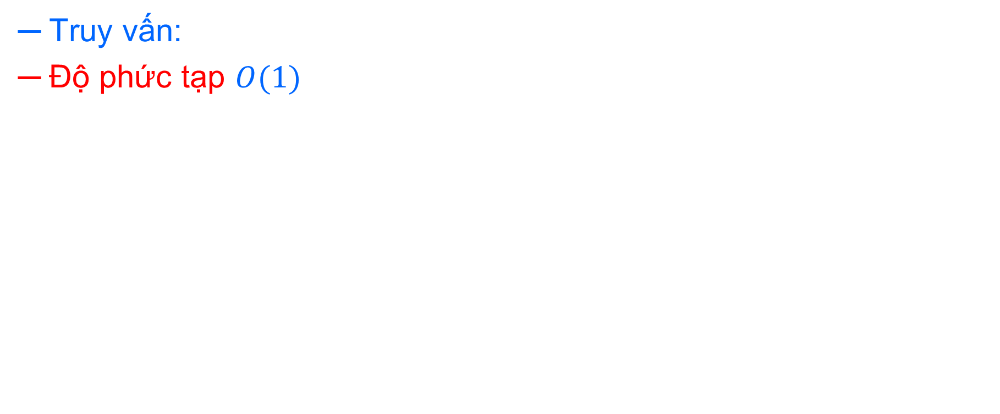 — Truy vấn:
— Độ phức tạp O(1)